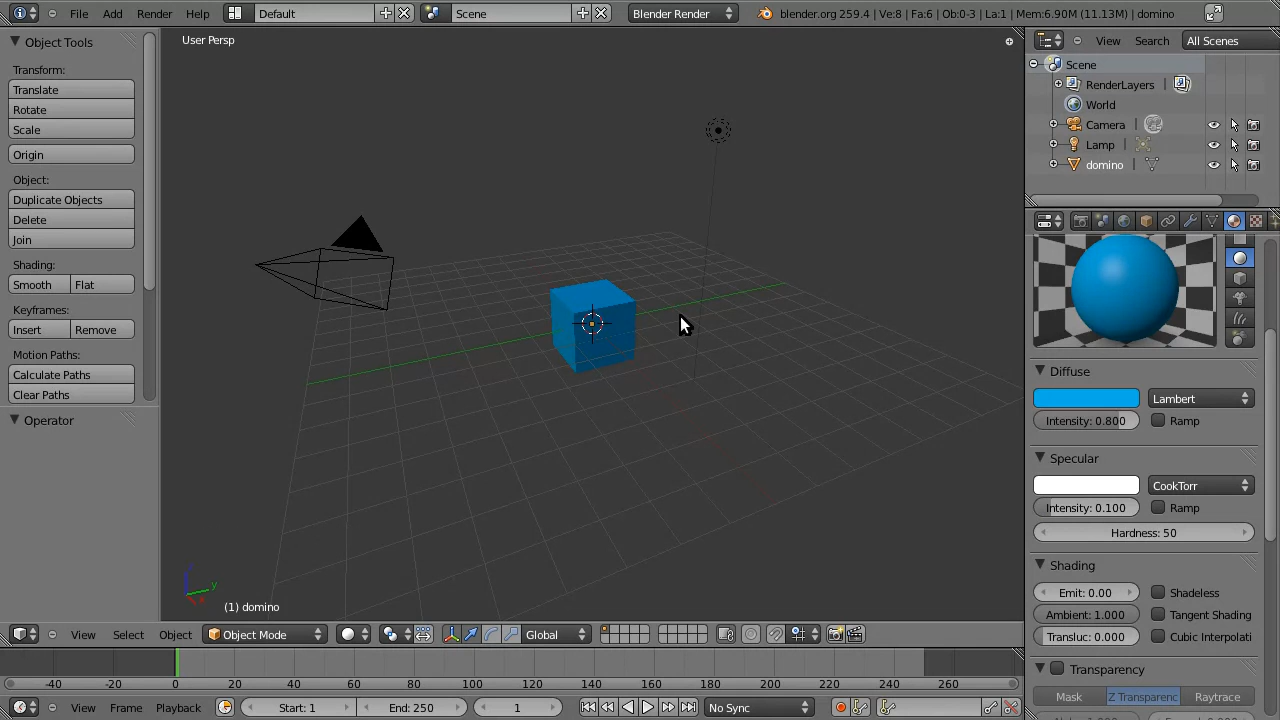 File Add Render Help Default Scene Blender Render blender.org 259.4 | Ve:8 | Fa:6 | Ob:0-3 | La:1 | Mem:6.90M (11.13M) | domino
Object Tools
Transform:
Translate
Rotate
Scale
Origin
Object:
Duplicate Objects
Delete
Join
Shading:
Smooth Flat
Keyframes:
Insert Remove
Motion Paths:
Calculate Paths
Clear Paths
Operator
User Persp
(1) domino
View Select Object Object Mode Global
View Search All Scenes
Scene
RenderLayers
World
Camera
Lamp
domino
Diffuse
Lambert
Intensity: 0.800 Ramp
Specular
CookTorr
Intensity: 0.100 Ramp
Hardness: 50
Shading
Emit: 0.00 Shadeless
Ambient: 1.000 Tangent Shading
Transluc: 0.000 Cubic Interpolati
Transparency
Mask Z Transparenc Raytrace
-40 -20 0 20 40 60 80 100 120 140 160 180 200 220 240 260
View Frame Playback Start: 1 End: 250 1 No Sync